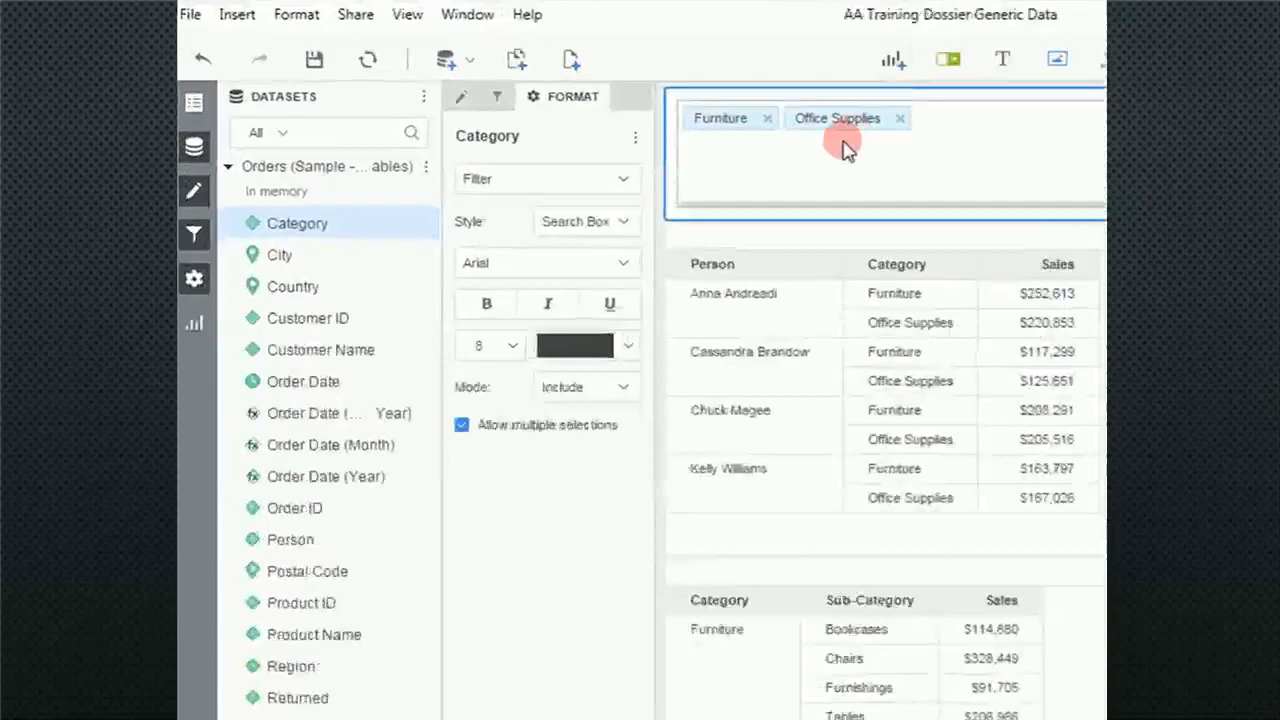 File Insert Format Share View Window Help AA Training Dossier Generic Data
T
DATASETS
All
Orders (Sample -... ables)
In memory
Category
City
Country
Customer ID
Customer Name
Order Date
Order Date (... Year)
Order Date (Month)
Order Date (Year)
Order ID
Person
Postal Code
Product ID
Product Name
Region
Returned
FORMAT
Category
Filter
Style: Search Box
Arial
B I U
8
Mode: Include
Allow multiple selections
Furniture Office Supplies
Person Category Sales
Anna Andreadi Furniture $252,613
Office Supplies $220,853
Cassandra Brandow Furniture $117,299
Office Supplies $125,651
Chuck Magee Furniture $208,291
Office Supplies $205,516
Kelly Williams Furniture $163,797
Office Supplies $167,026
Category Sub-Category Sales
Furniture Bookcases $114,880
Chairs $328,449
Furnishings $91,705
Tables $206,966